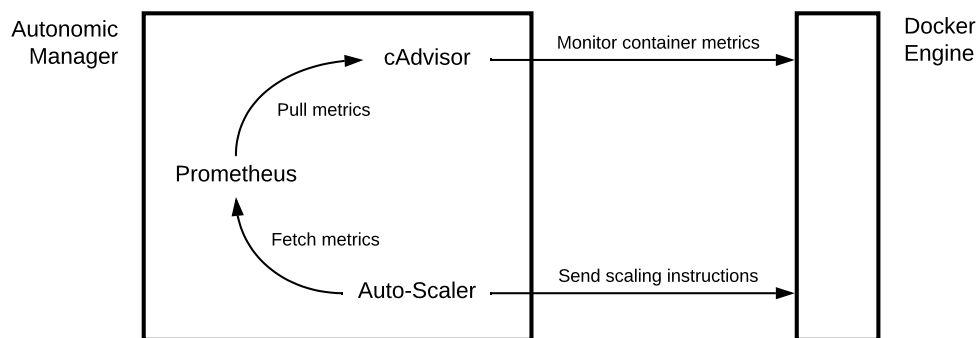 Autonomic
Manager
cAdvisor
Monitor container metrics
Docker
Engine
Pull metrics
Prometheus
Fetch metrics
Auto-Scaler
Send scaling instructions